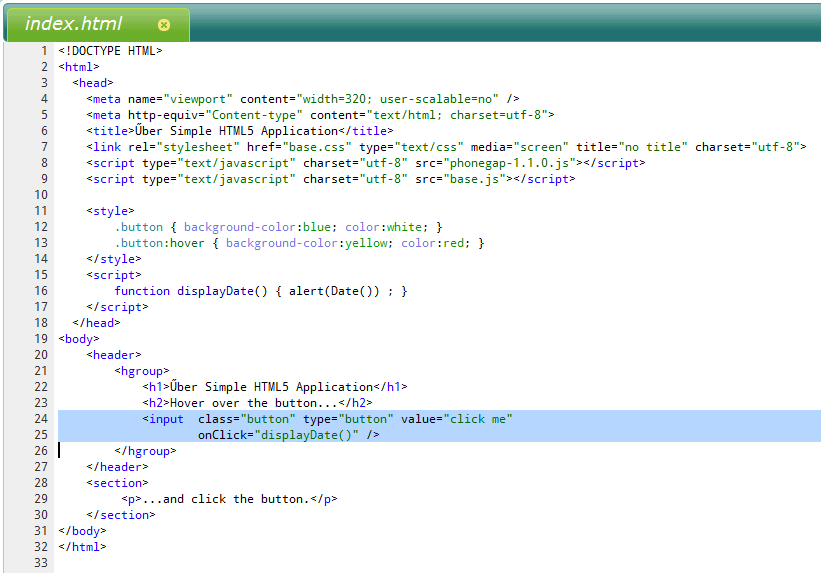 index.html
1 <!DOCTYPE HTML>
2 <html>
3 <head>
4 <meta name="viewport" content="width=320; user-scalable=no" />
5 <meta http-equiv="Content-type" content="text/html; charset=utf-8">
6 <title>Űber Simple HTML5 Application</title>
7 <link rel="stylesheet" href="base.css" type="text/css" media="screen" title="no title" charset="utf-8">
8 <script type="text/javascript" charset="utf-8" src="phonegap-1.1.0.js"></script>
9 <script type="text/javascript" charset="utf-8" src="base.js"></script>
10
11 <style>
12 .button { background-color:blue; color:white; }
13 .button:hover { background-color:yellow; color:red; }
14 </style>
15 <script>
16 function displayDate() { alert(Date()) ; }
17 </script>
18 </head>
19 <body>
20 <header>
21 <hgroup>
22 <h1>Űber Simple HTML5 Application</h1>
23 <h2>Hover over the button...</h2>
24 <input  class="button" type="button" value="click me"
25 onClick="displayDate()" />
26 </hgroup>
27 </header>
28 <section>
29 <p>...and click the button.</p>
30 </section>
31 </body>
32 </html>
33